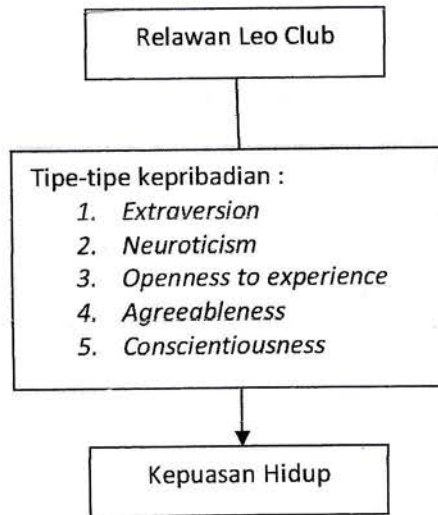 Relawan Leo Club
Tipe-tipe kepribadian :
1. Extraversion
2. Neuroticism
3. Openness to experience
4. Agreeableness
5. Conscientiousness
Kepuasan Hidup